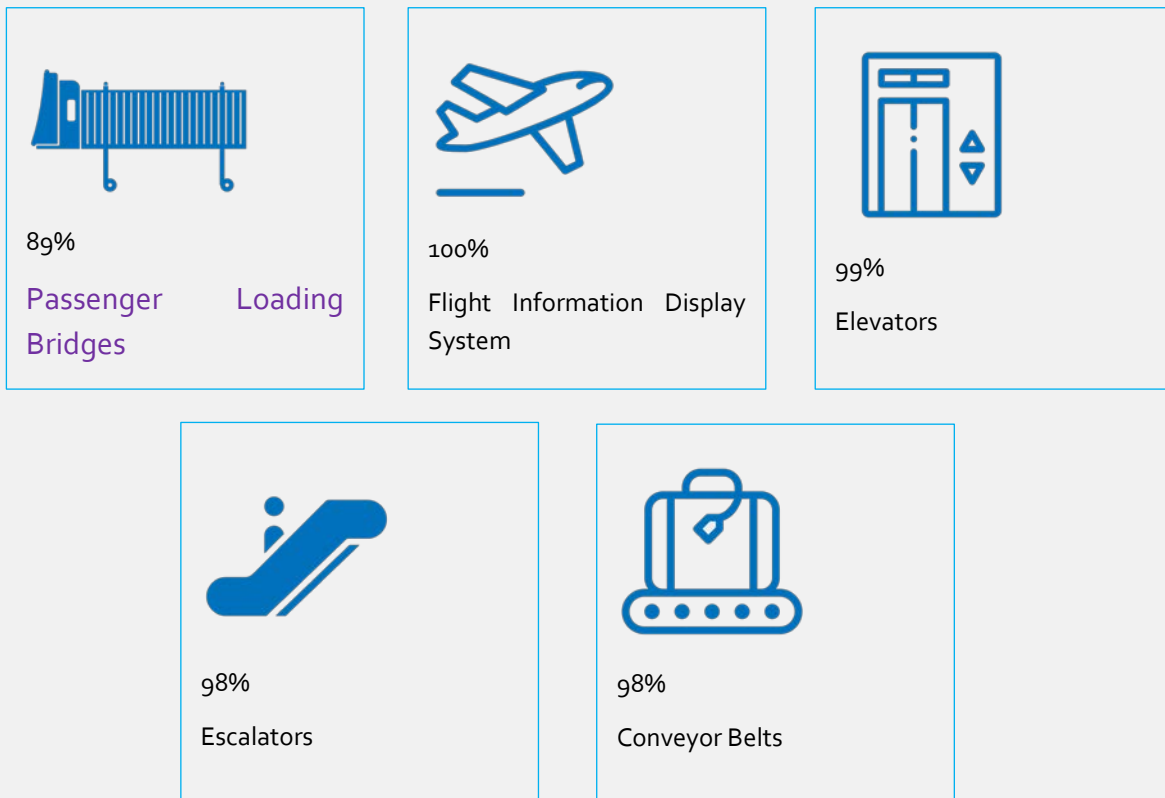 89%
Passenger Loading
Bridges
100%
Flight Information Display
System
99%
Elevators
98%
Escalators
98%
Conveyor Belts